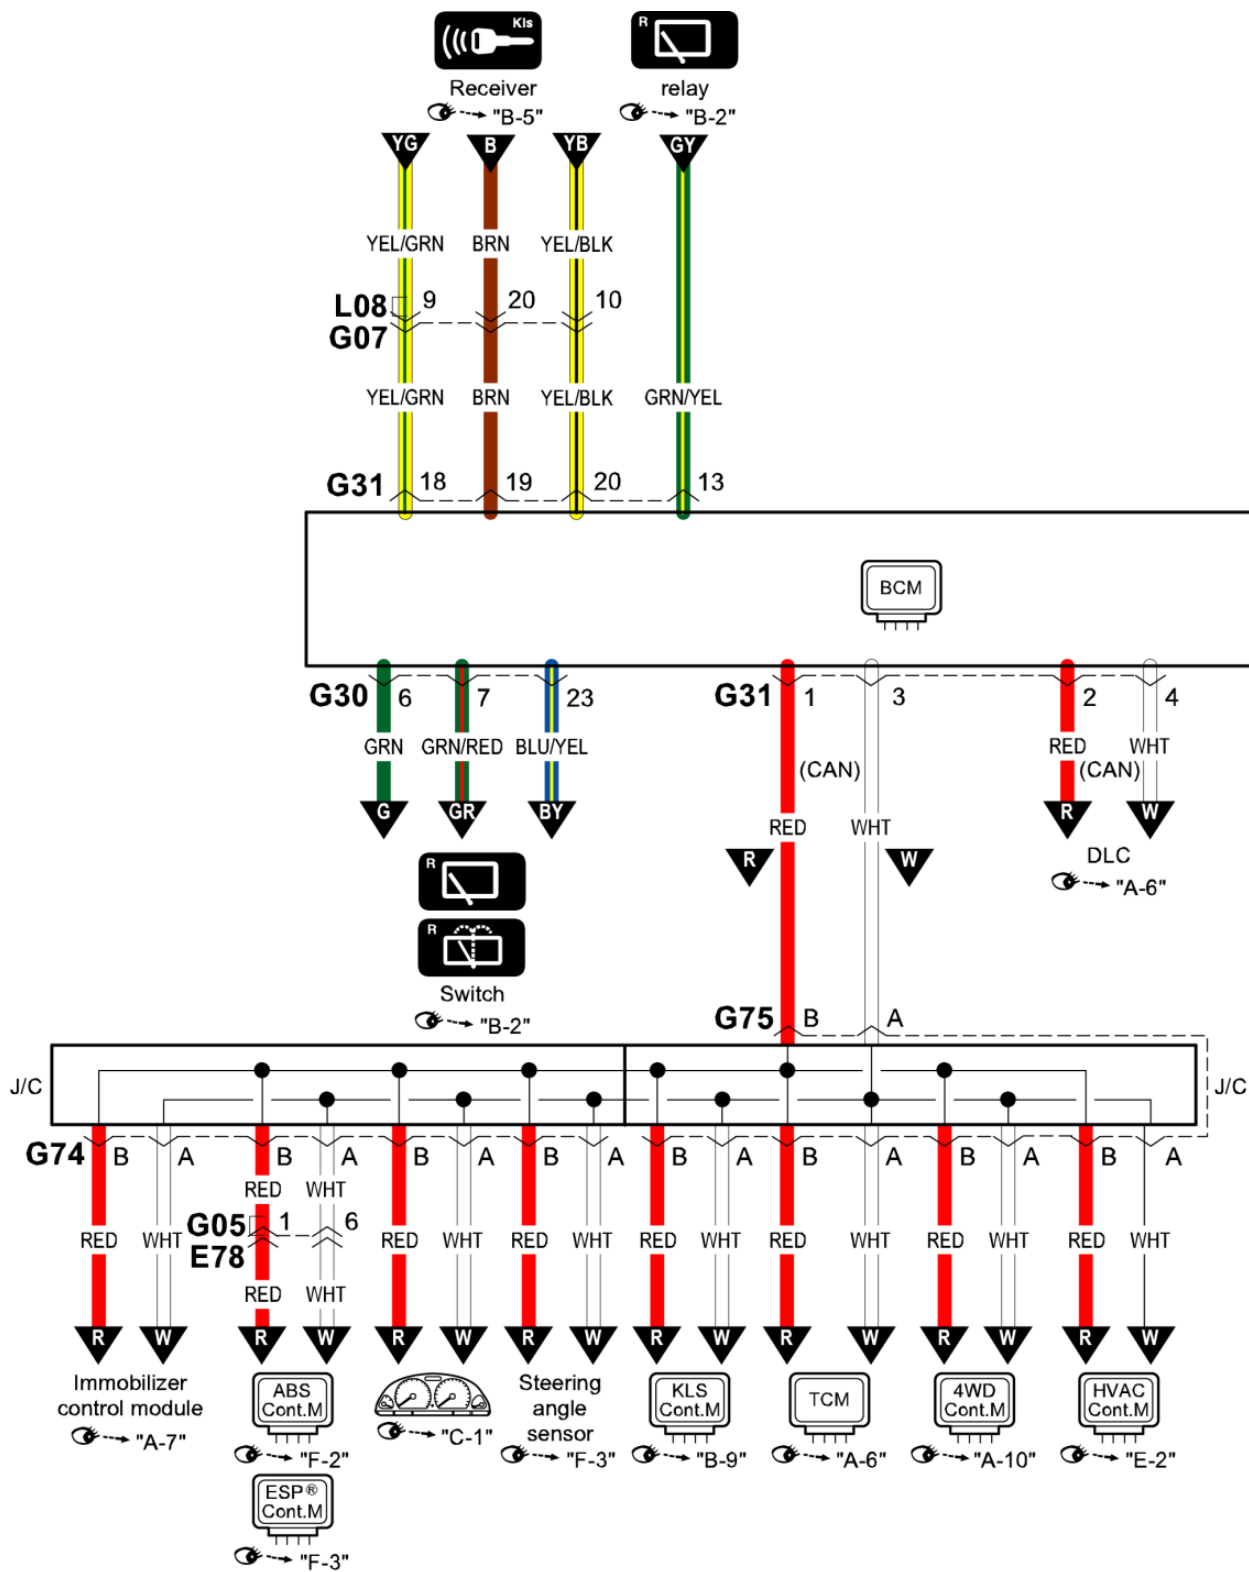 Kls R
Receiver relay
"B-5" "B-2"
YG B YB GY
YEL/GRN BRN YEL/BLK
L08 9 20 10
G07
YEL/GRN BRN YEL/BLK GRN/YEL
G31 18 19 20 13
BCM
G30 6 7 23 G31 1 3 2 4
GRN GRN/RED BLU/YEL RED WHT
(CAN) (CAN)
G GR BY R W
RED WHT
R W
DLC
"A-6"
R
R
Switch
"B-2"
G75 B A
J/C J/C
G74 B A B A B A B A B A B A B A B A
RED WHT
G05 1 6
RED WHT RED WHT RED WHT RED WHT RED WHT RED WHT RED WHT
E78
RED WHT
R W R W R W R W R W R W R W R W
Immobilizer
control module
"A-7"
ABS
Cont.M
"F-2"
ESP®
Cont.M
"F-3"
"C-1"
Steering
angle
sensor
"F-3"
KLS
Cont.M
"B-9"
TCM
"A-6"
4WD
Cont.M
"A-10"
HVAC
Cont.M
"E-2"